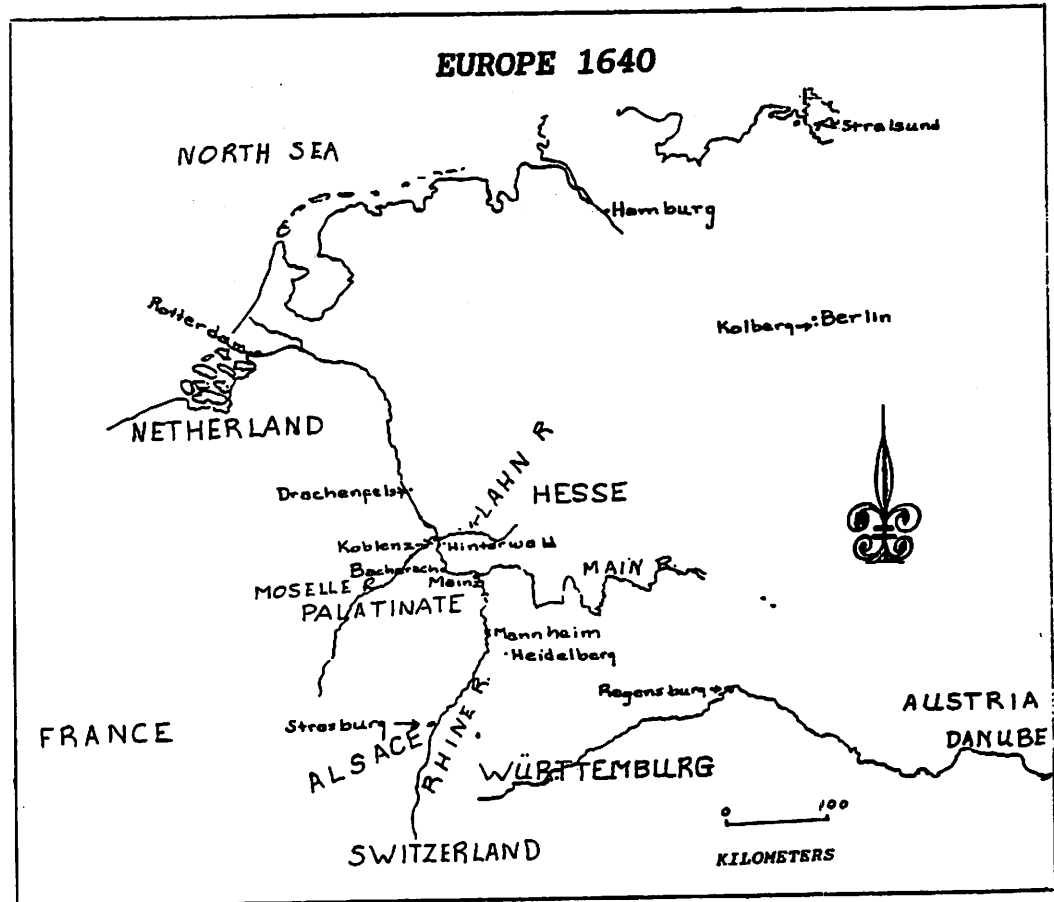 EUROPE 1640
Stralsund
NORTH SEA
Hamburg
Rotterdam
Kolberg
Berlin
NETHERLAND
LAHN R
Drachenfels
HESSE
Koblenz
Hinterwald
Bacharach
MAIN R.
Mainz
MOSELLE R.
PALATINATE
Mannheim
Heidelberg
Regensburg
AUSTRIA
Strasburg
FRANCE
DANUBE
ALSACE
RHINE R.
WÜRTTEMBURG
0 100
KILOMETERS
SWITZERLAND